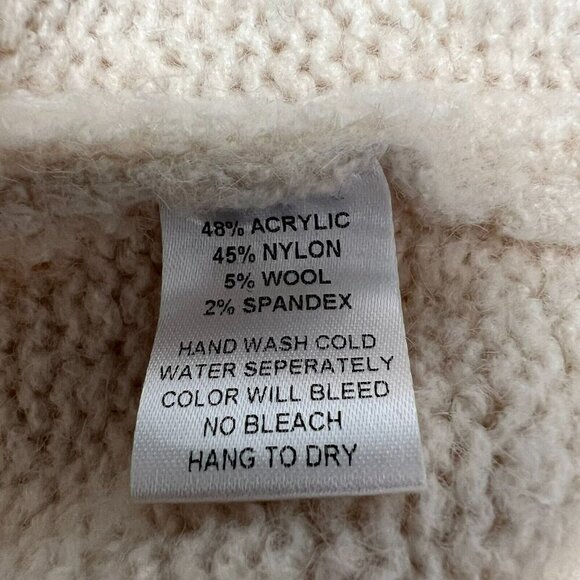 48% ACRYLIC
45% NYLON
5% WOOL
2% SPANDEX
HAND WASH COLD
WATER SEPERATELY
COLOR WILL BLEED
NO BLEACH
HANG TO DRY